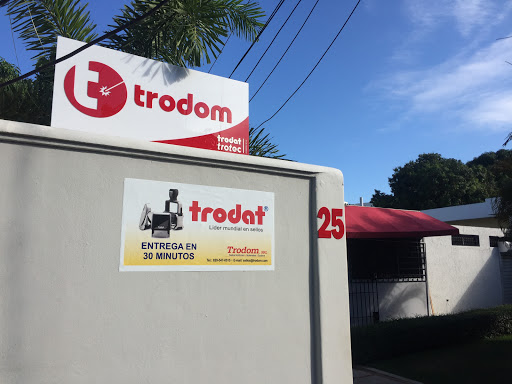 trodom
trodat
trotec
trodat®
Líder mundial en sellos
ENTREGA EN
30 MINUTOS
Trodom
25